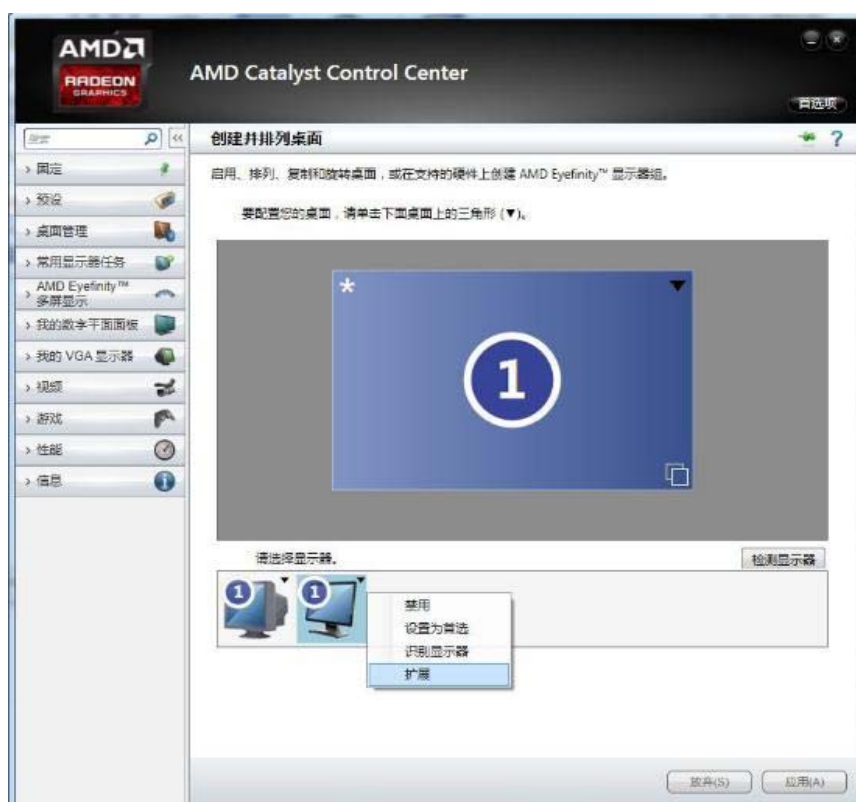 AMD
RADEON
GRAPHICS
AMD Catalyst Control Center
首选项
搜索
创建并排列桌面
固定
预设
桌面管理
常用显示器任务
AMD Eyefinity™
多屏显示
我的数字平面面板
我的 VGA 显示器
视频
游戏
性能
信息
启用、排列、复制和旋转桌面，或在支持的硬件上创建 AMD Eyefinity™ 显示器组。
要配置您的桌面，请单击下面桌面上的三角形 (▼)。
1
请选择显示器。
检测显示器
1
1
禁用
设置为首选
识别显示器
扩展
放弃(S)
应用(A)